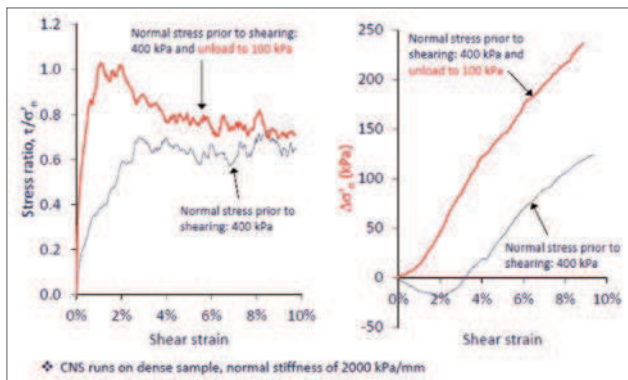 1.2
1.0
0.8
0.6
0.4
0.2
0.0
Stress ratio, τ/σ'n
Normal stress prior to shearing:
400 kPa and unload to 100 kPa
Normal stress prior to
shearing: 400 kPa
0% 2% 4% 6% 8% 10%
Shear strain
250
200
150
100
50
0
-50
Δσ'n (kPa)
Normal stress prior to
shearing: 400 kPa and
unload to 100 kPa
Normal stress prior to
shearing: 400 kPa
0% 2% 4% 6% 8% 10%
Shear strain
❖ CNS runs on dense sample, normal stiffness of 2000 kPa/mm